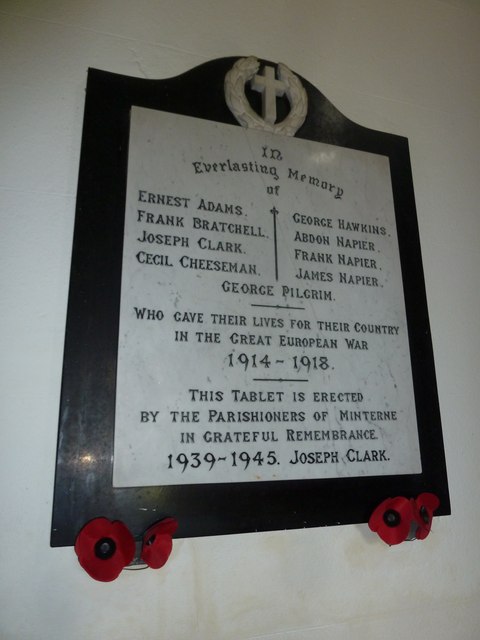 In
Everlasting Memory
of
Ernest Adams.
Frank Bratchell.
Joseph Clark.
Cecil Cheeseman.
George Hawkins.
Abdon Napier.
Frank Napier.
James Napier.
George Pilgrim.
Who gave their lives for their Country
in the Great European War
1914-1918.
This Tablet is erected
by the Parishioners of Minterne
in grateful Remembrance.
1939-1945. Joseph Clark.